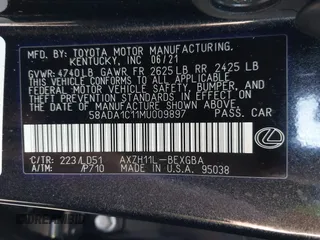 MFD. BY: TOYOTA MOTOR MANUFACTURING,
KENTUCKY, INC 06/21
GVWR: 4740LB GAWR FR 2625LB RR 2425 LB
THIS VEHICLE CONFORMS TO ALL APPLICABLE
FEDERAL MOTOR VEHICLE SAFETY, BUMPER, AND
THEFT PREVENTION STANDARDS IN EFFECT ON
THE DATE OF MANUFACTURE SHOWN ABOVE.
58ADA1C11MU009897 PASS. CAR
C/TR: 223/LD51 AXZH11L-BEXGBA
A/TM: /P710 MADE IN U.S.A. 95038